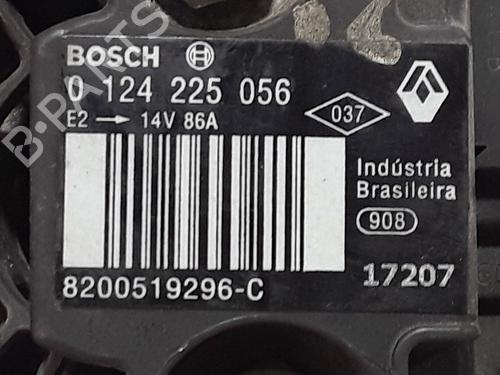 BOSCH
0 124 225 056
E2 → 14V 86A
037
Indústria
Brasileira
908
8200519296-C
17207
B-PARTS